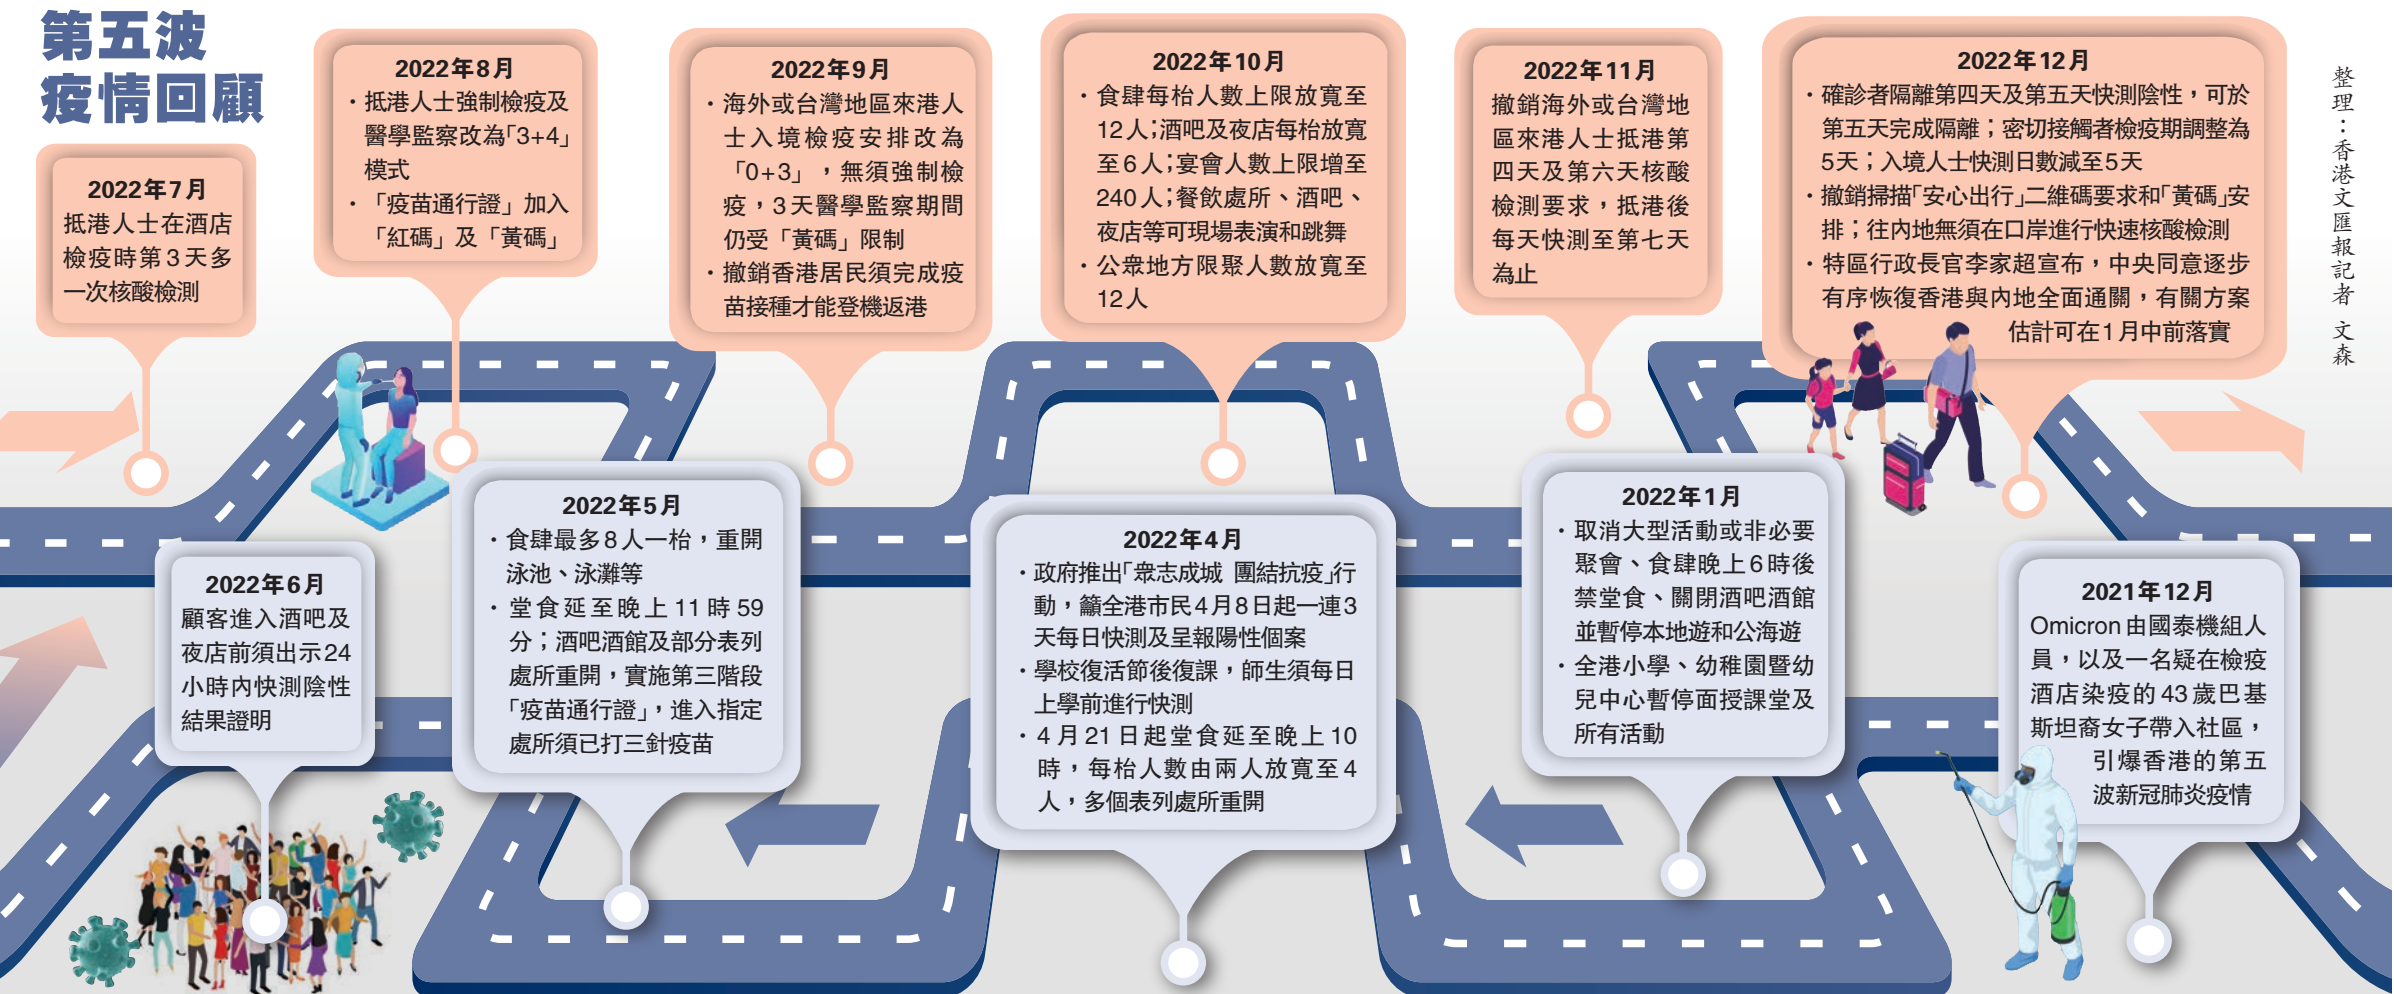 第五波
疫情回顧
2022年7月
抵港人士在酒店
檢疫時第3天多
一次核酸檢測
2022年8月
·抵港人士強制檢疫及
醫學監察改為「3+4」
模式
·「疫苗通行證」加入
「紅碼」及「黃碼」
2022年9月
·海外或台灣地區來港人
士入境檢疫安排改為
「0+3」，無須強制檢
疫，3天醫學監察期間
仍受「黃碼」限制
·撤銷香港居民須完成疫
苗接種才能登機返港
2022年10月
·食肆每枱人數上限放寬至
12人；酒吧及夜店每枱放寬
至6人；宴會人數上限增至
240人；餐飲處所、酒吧、
夜店等可現場表演和跳舞
·公眾地方限聚人數放寬至
12人
2022年11月
撤銷海外或台灣地
區來港人士抵港第
四天及第六天核酸
檢測要求，抵港後
每天快測至第七天
為止
2022年12月
·確診者隔離第四天及第五天快測陰性，可於
第五天完成隔離；密切接觸者檢疫期調整為
5天；入境人士快測日數減至5天
·撤銷掃描「安心出行」二維碼要求和「黃碼」安
排；往內地無須在口岸進行快速核酸檢測
·特區行政長官李家超宣布，中央同意逐步
有序恢復香港與內地全面通關，有關方案
估計可在1月中前落實
整理：香港文匯報記者 文森
2022年6月
顧客進入酒吧及
夜店前須出示24
小時內快測陰性
結果證明
2022年5月
·食肆最多8人一枱，重開
泳池、泳灘等
·堂食延至晚上11時59
分；酒吧酒館及部分表列
處所重開，實施第三階段
「疫苗通行證」，進入指定
處所須已打三針疫苗
2022年4月
·政府推出「眾志成城 團結抗疫」行
動，籲全港市民4月8日起一連3
天每日快測及呈報陽性個案
·學校復活節後復課，師生須每日
上學前進行快測
·4月21日起堂食延至晚上10
時，每枱人數由兩人放寬至4
人，多個表列處所重開
2022年1月
·取消大型活動或非必要
聚會、食肆晚上6時後
禁堂食、關閉酒吧酒館
並暫停本地遊和公海遊
·全港小學、幼稚園暨幼
兒中心暫停面授課堂及
所有活動
2021年12月
Omicron由國泰機組人
員，以及一名疑在檢疫
酒店染疫的43歲巴基
斯坦裔女子帶入社區，
引爆香港的第五
波新冠肺炎疫情